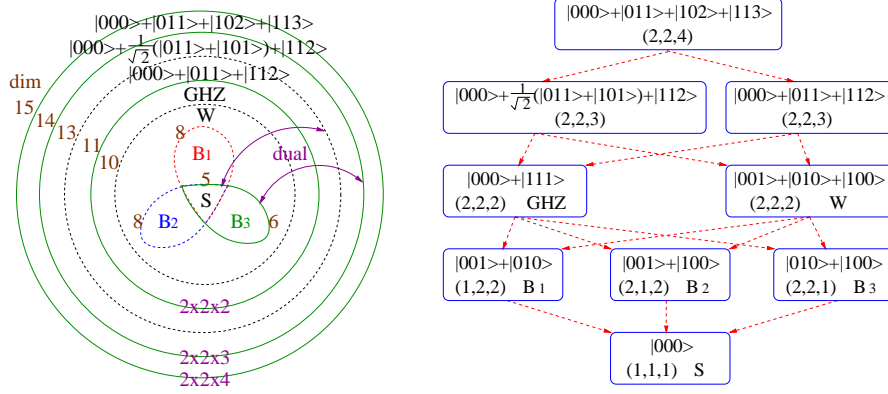 |000>+|011>+|102>+|113>
|000>+1/√2(|011>+|101>)+|112>
|000>+|011>+|112>
GHZ
W
dim
15
14
13
11
10
8
B1
5
S
8
B2
B3
6
dual
2x2x2
2x2x3
2x2x4
|000>+|011>+|102>+|113>
(2,2,4)
|000>+1/√2(|011>+|101>)+|112>
(2,2,3)
|000>+|011>+|112>
(2,2,3)
|000>+|111>
(2,2,2) GHZ
|001>+|010>+|100>
(2,2,2) W
|001>+|010>
(1,2,2) B 1
|001>+|100>
(2,1,2) B 2
|010>+|100>
(2,2,1) B 3
|000>
(1,1,1) S